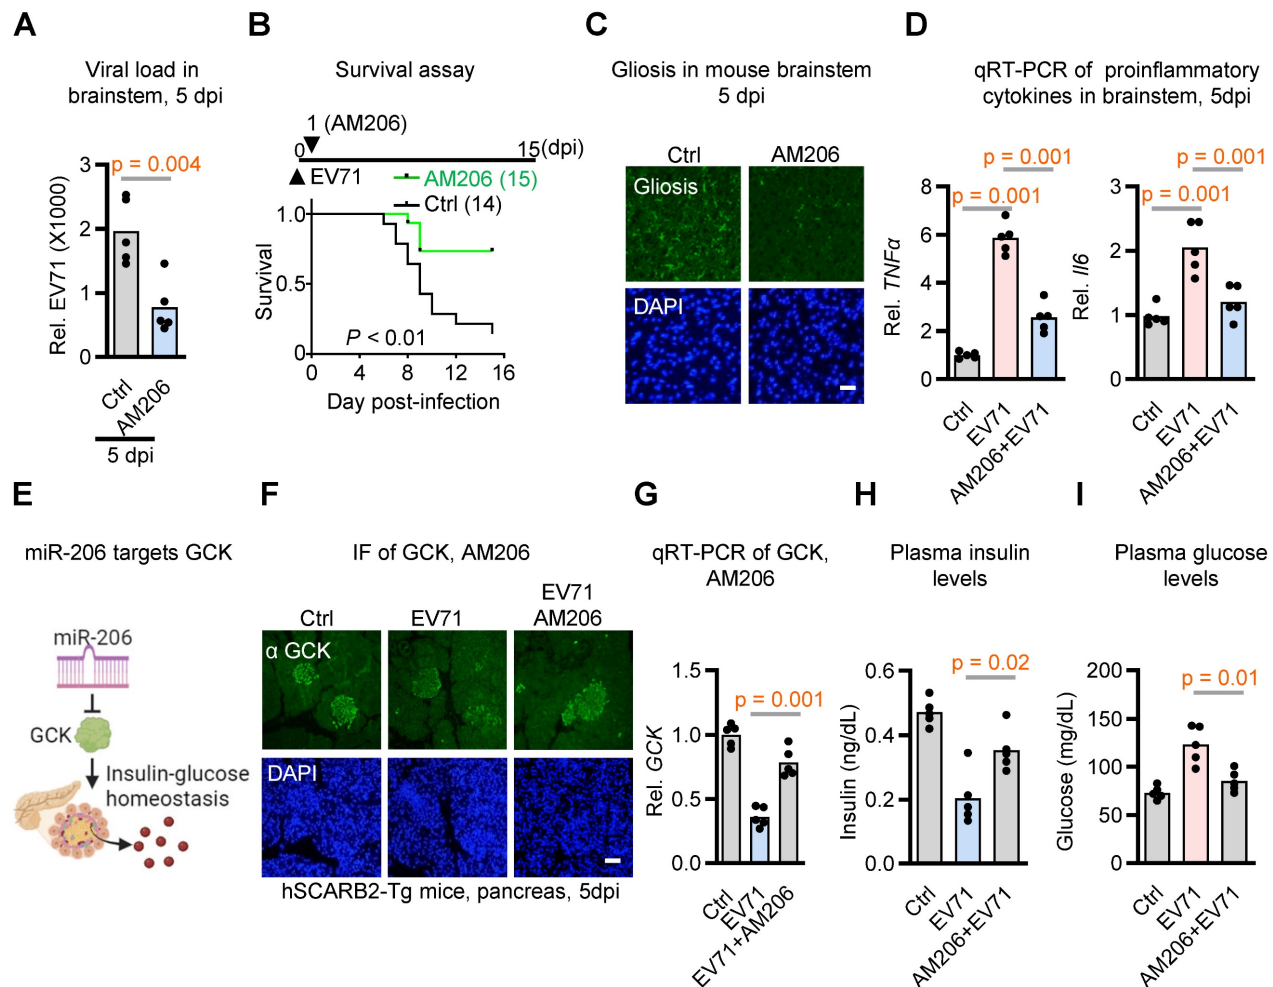 A
Viral load in
brainstem, 5 dpi
p = 0.004
Rel. EV71 (X1000)
3
2
1
0
Ctrl
AM206
5 dpi
B
Survival assay
1 (AM206)
0
15(dpi)
EV71
AM206 (15)
Ctrl (14)
Survival
1.0
0.5
0
P < 0.01
0 4 8 12 16
Day post-infection
C
Gliosis in mouse brainstem
5 dpi
Ctrl
AM206
Gliosis
DAPI
D
qRT-PCR of proinflammatory
cytokines in brainstem, 5dpi
p = 0.001
p = 0.001
Rel. TNFα
8
6
4
2
0
Ctrl
EV71
AM206+EV71
p = 0.001
p = 0.001
Rel. Il6
3
2
1
0
Ctrl
EV71
AM206+EV71
E
miR-206 targets GCK
miR-206
GCK
Insulin-glucose
homeostasis
F
IF of GCK, AM206
Ctrl
EV71
EV71
AM206
α GCK
DAPI
hSCARB2-Tg mice, pancreas, 5dpi
G
qRT-PCR of GCK,
AM206
p = 0.001
Rel. GCK
1.5
1.0
0.5
0.0
Ctrl
EV71
EV71+AM206
H
Plasma insulin
levels
p = 0.02
Insulin (ng/dL)
0.6
0.4
0.2
0.0
Ctrl
EV71
AM206+EV71
I
Plasma glucose
levels
p = 0.01
Glucose (mg/dL)
200
150
100
50
0
Ctrl
EV71
AM206+EV71